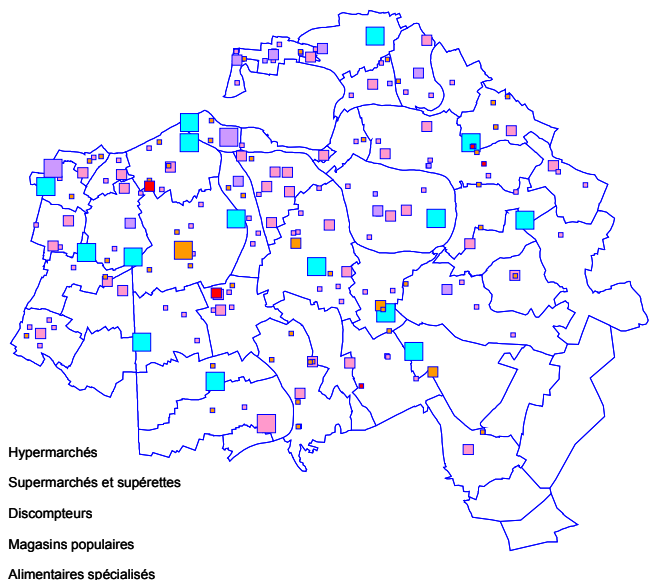 Hypermarchés
Supermarchés et supérettes
Discompteurs
Magasins populaires
Alimentaires spécialisés